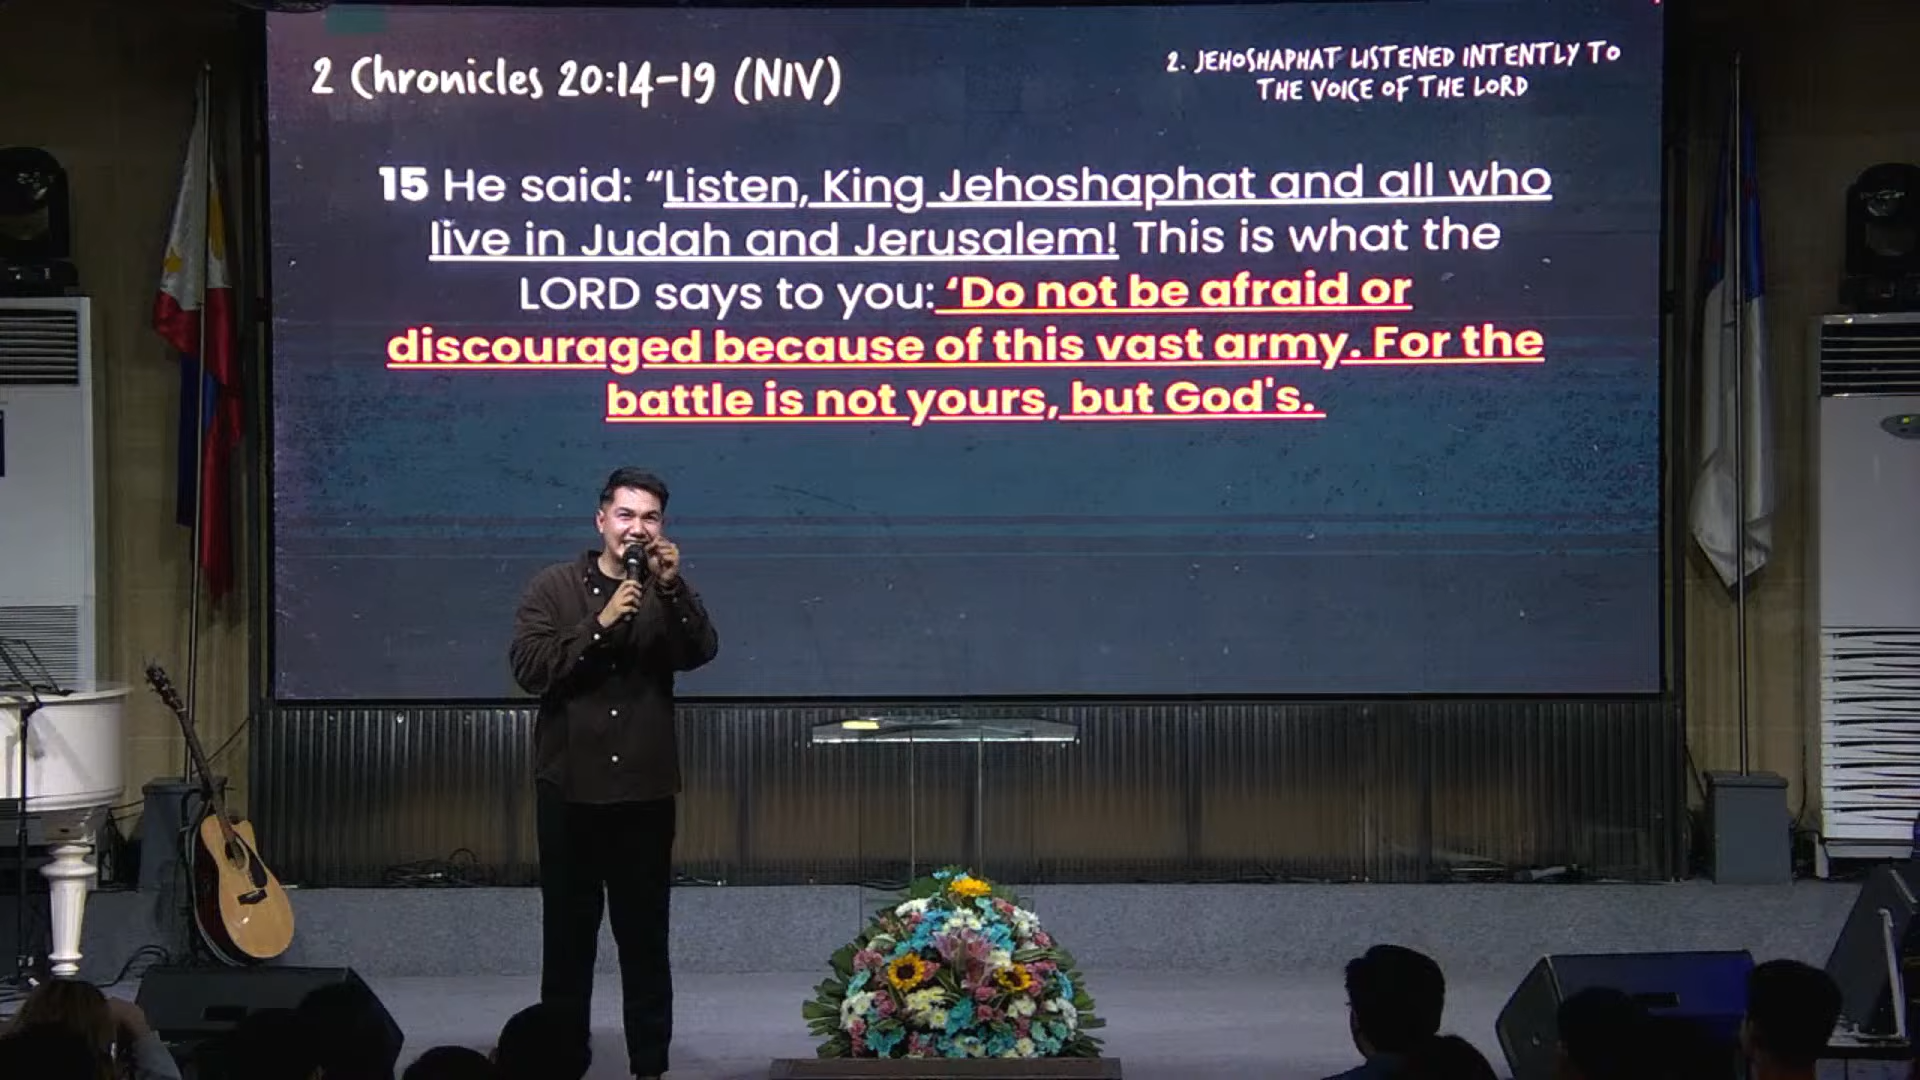 2 Chronicles 20:14-19 (NIV)
2. JEHOSHAPHAT LISTENED INTENTLY TO
THE VOICE OF THE LORD
15 He said: “Listen, King Jehoshaphat and all who
live in Judah and Jerusalem! This is what the
LORD says to you: ‘Do not be afraid or
discouraged because of this vast army. For the
battle is not yours, but God's.